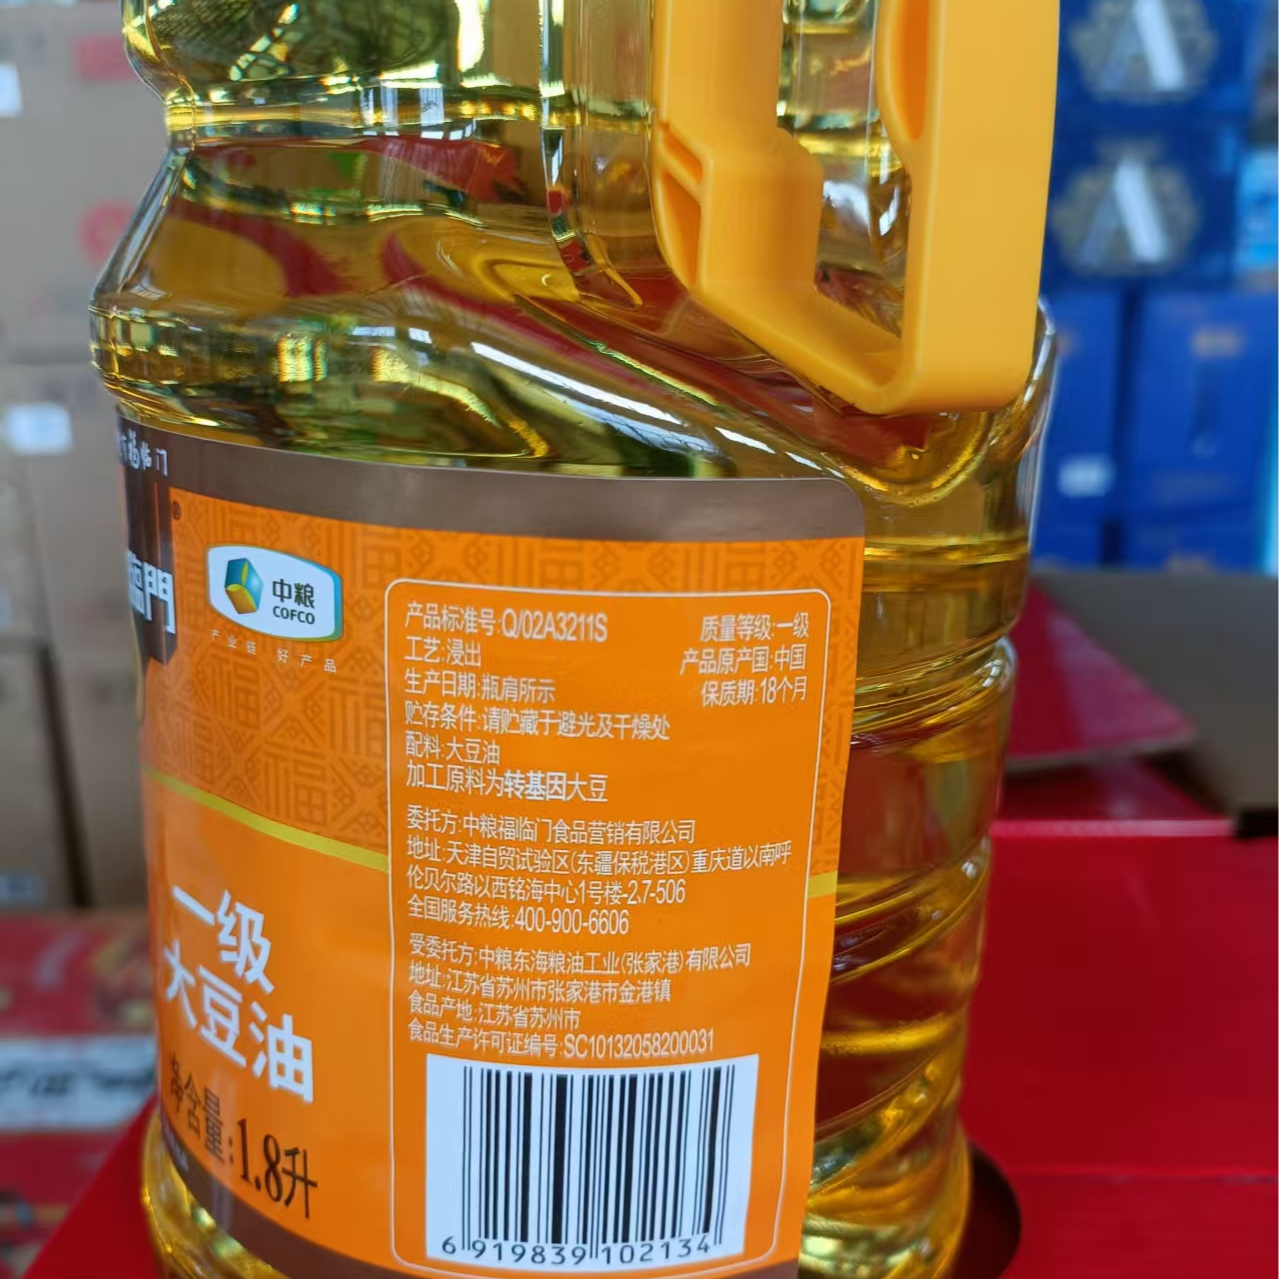 福临门
臨門
®
中粮
COFCO
产业链 好产品
产品标准号:Q/02A3211S
质量等级:一级
工艺:浸出
产品原产国:中国
生产日期:瓶肩所示
保质期:18个月
贮存条件:请贮藏于避光及干燥处
配料:大豆油
加工原料为转基因大豆
委托方:中粮福临门食品营销有限公司
地址:天津自贸试验区(东疆保税港区)重庆道以南呼
伦贝尔路以西铭海中心1号楼-2.7-506
全国服务热线:400-900-6606
受委托方:中粮东海粮油工业(张家港)有限公司
地址:江苏省苏州市张家港市金港镇
食品产地:江苏省苏州市
食品生产许可证编号:SC10132058200031
一级
大豆油
净含量:1.8升
6 919839 102134